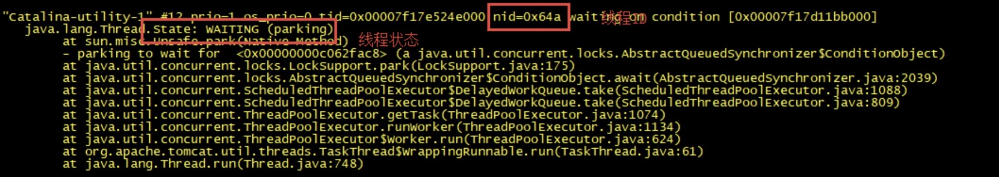 "Catalina-utility-1" #12 prio=1 os_prio=0 tid=0x00007f17e524e000 nid=0x64a waiting on condition [0x00007f17d11bb000]
线程ID
java.lang.Thread.State: WAITING (parking)
at sun.misc.Unsafe.park(Native Method)
线程状态
- parking to wait for  <0x00000000c062fac8> (a java.util.concurrent.locks.AbstractQueuedSynchronizer$ConditionObject)
at java.util.concurrent.locks.LockSupport.park(LockSupport.java:175)
at java.util.concurrent.locks.AbstractQueuedSynchronizer$ConditionObject.await(AbstractQueuedSynchronizer.java:2039)
at java.util.concurrent.ScheduledThreadPoolExecutor$DelayedWorkQueue.take(ScheduledThreadPoolExecutor.java:1088)
at java.util.concurrent.ScheduledThreadPoolExecutor$DelayedWorkQueue.take(ScheduledThreadPoolExecutor.java:809)
at java.util.concurrent.ThreadPoolExecutor.getTask(ThreadPoolExecutor.java:1074)
at java.util.concurrent.ThreadPoolExecutor.runWorker(ThreadPoolExecutor.java:1134)
at java.util.concurrent.ThreadPoolExecutor$Worker.run(ThreadPoolExecutor.java:624)
at org.apache.tomcat.util.threads.TaskThread$WrappingRunnable.run(TaskThread.java:61)
at java.lang.Thread.run(Thread.java:748)